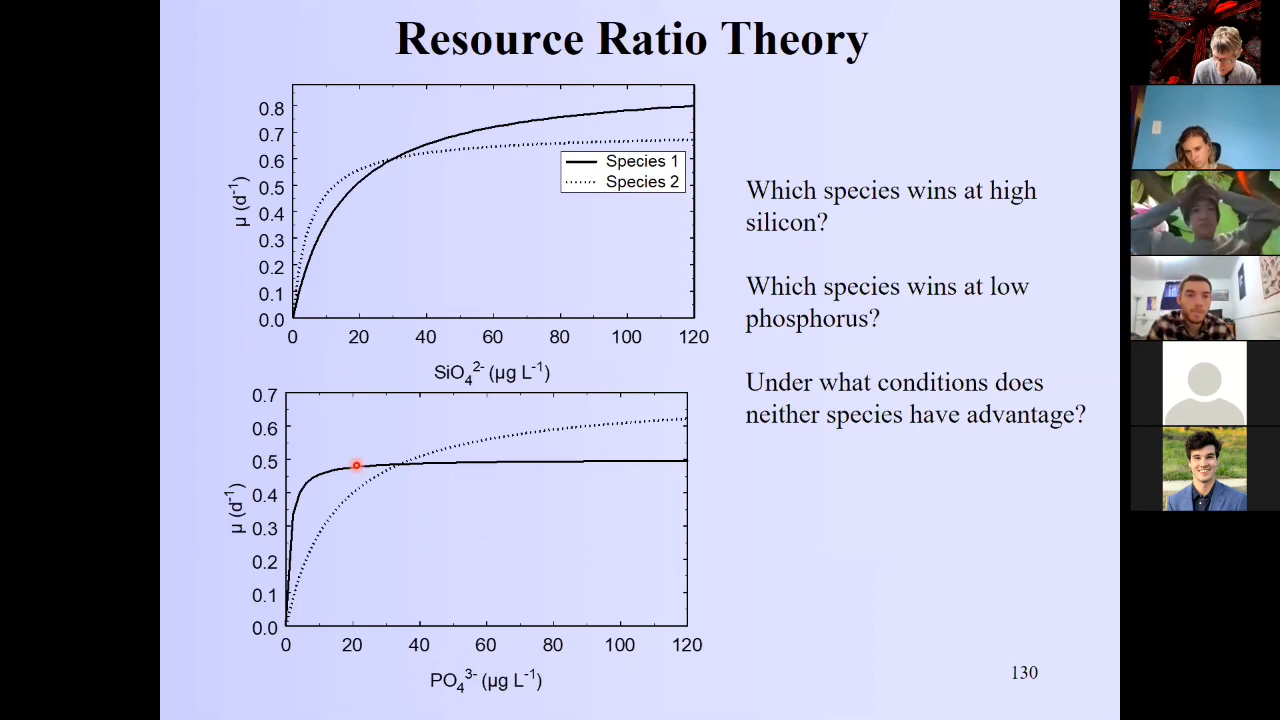 Resource Ratio Theory
0.8
0.7
0.6
0.5
0.4
0.3
0.2
0.1
0.0
μ (d⁻¹)
Species 1
Species 2
0 20 40 60 80 100 120
SiO₄²⁻ (μg L⁻¹)
0.7
0.6
0.5
0.4
0.3
0.2
0.1
0.0
μ (d⁻¹)
0 20 40 60 80 100 120
PO₄³⁻ (μg L⁻¹)
Which species wins at high
silicon?
Which species wins at low
phosphorus?
Under what conditions does
neither species have advantage?
130